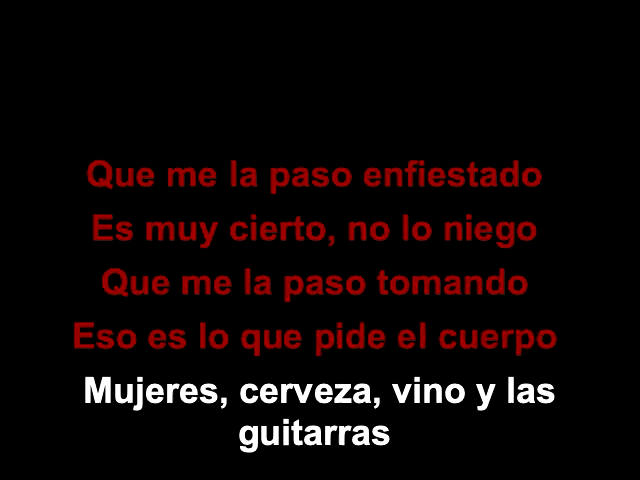 Que me la paso enfiestado
Es muy cierto, no lo niego
Que me la paso tomando
Eso es lo que pide el cuerpo
Mujeres, cerveza, vino y las
guitarras